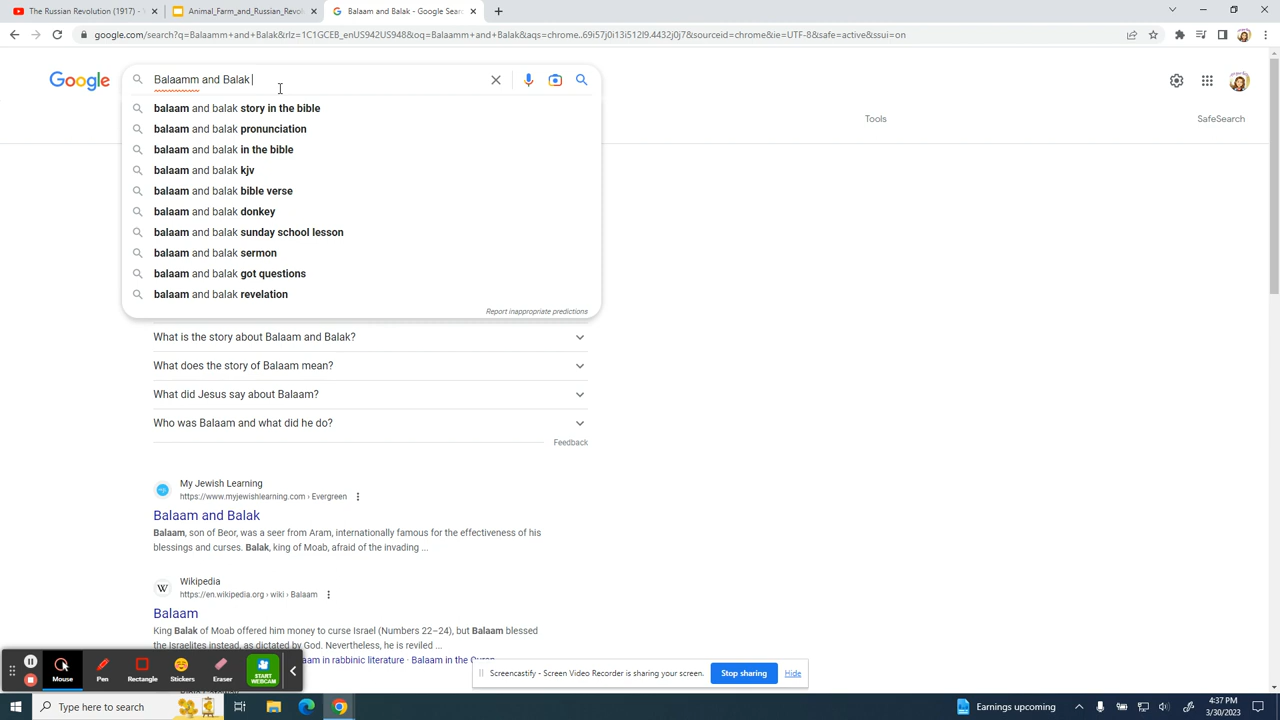 The Russian Revolution (1917) - Y
Animal_Farm_and_Russian_Revol
Balaam and Balak - Google Sear
google.com/search?q=Balaamm+and+Balak&rlz=1C1GCEB_enUS942US948&oq=Balaamm+and+Balak&aqs=chrome..69i57j0i13i512l9.4432j0j7&sourceid=chrome&ie=UTF-8&safe=active&ssui=on
Google
Balaamm and Balak
Tools
SafeSearch
balaam and balak story in the bible
balaam and balak pronunciation
balaam and balak in the bible
balaam and balak kjv
balaam and balak bible verse
balaam and balak donkey
balaam and balak sunday school lesson
balaam and balak sermon
balaam and balak got questions
balaam and balak revelation
Report inappropriate predictions
What is the story about Balaam and Balak?
What does the story of Balaam mean?
What did Jesus say about Balaam?
Who was Balaam and what did he do?
Feedback
My Jewish Learning
https://www.myjewishlearning.com › Evergreen
Balaam and Balak
Balaam, son of Beor, was a seer from Aram, internationally famous for the effectiveness of his
blessings and curses. Balak, king of Moab, afraid of the invading ...
W
Wikipedia
https://en.wikipedia.org › wiki › Balaam
Balaam
King Balak of Moab offered him money to curse Israel (Numbers 22–24), but Balaam blessed
the Israelites instead, as dictated by God. Nevertheless, he is reviled ...
aam in rabbinic literature · Balaam in the Quran
Mouse
Pen
Rectangle
Stickers
Eraser
START
WEBCAM
Screencastify - Screen Video Recorder is sharing your screen.
Stop sharing
Hide
Type here to search
Earnings upcoming
4:37 PM
3/30/2023